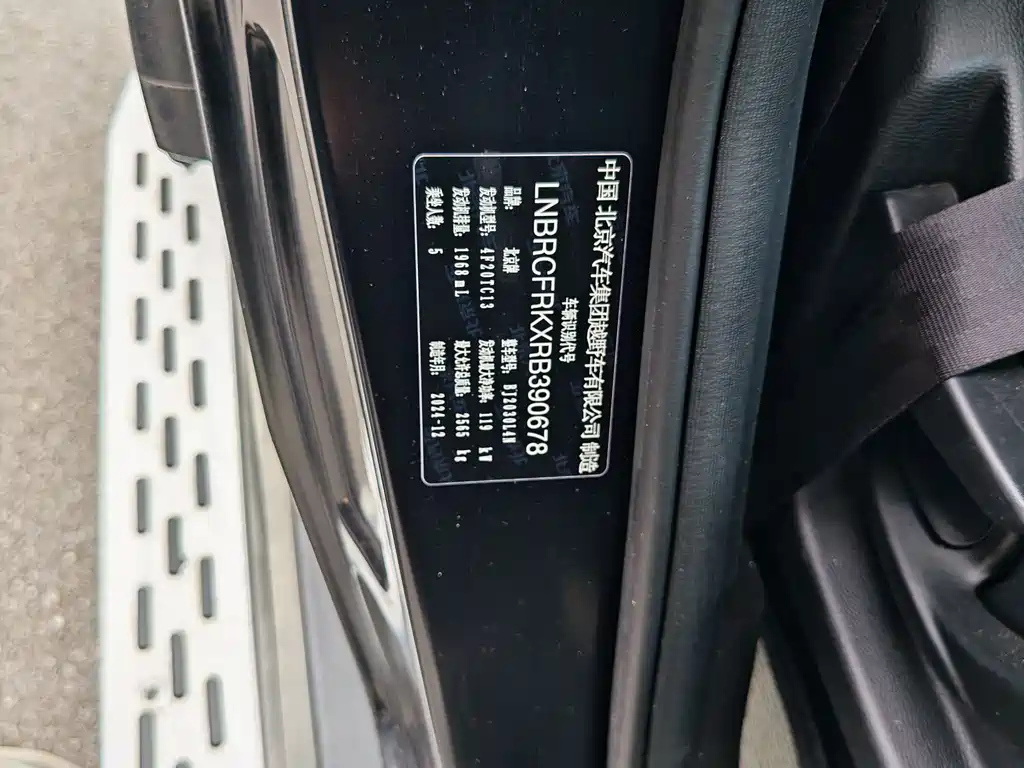 中国 北京汽车集团越野车有限公司 制造
车辆识别代号
LNBRCFRKXRB390678
品牌: 北京牌 整车型号: BJ2030L4N
发动机型号: 4F20TC13 发动机最大净功率: 119 kW
发动机排量: 1968 mL 最大允许总质量: 2565 kg
乘坐人数: 5 制造年月: 2024-12